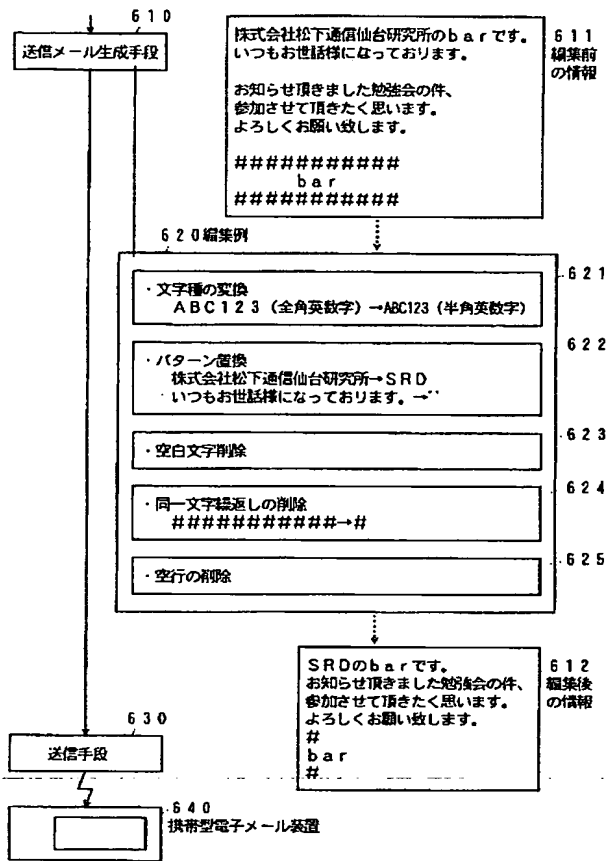 610
送信メール生成手段
株式会社松下通信仙台研究所のbarです。
いつもお世話様になっております。
お知らせ頂きました勉強会の件、
参加させて頂きたく思います。
よろしくお願い致します。
###########
bar
###########
611
編集前
の情報
620編集例
621
・文字種の変換
ABC123(全角英数字)→ABC123(半角英数字)
622
・パターン置換
株式会社松下通信仙台研究所→SRD
いつもお世話様になっております。→""
623
・空白文字削除
624
・同一文字繰返しの削除
###########→#
625
・空行の削除
SRDのbarです。
お知らせ頂きました勉強会の件、
参加させて頂きたく思います。
よろしくお願い致します。
#
bar
#
612
編集後
の情報
630
送信手段
640
携帯型電子メール装置